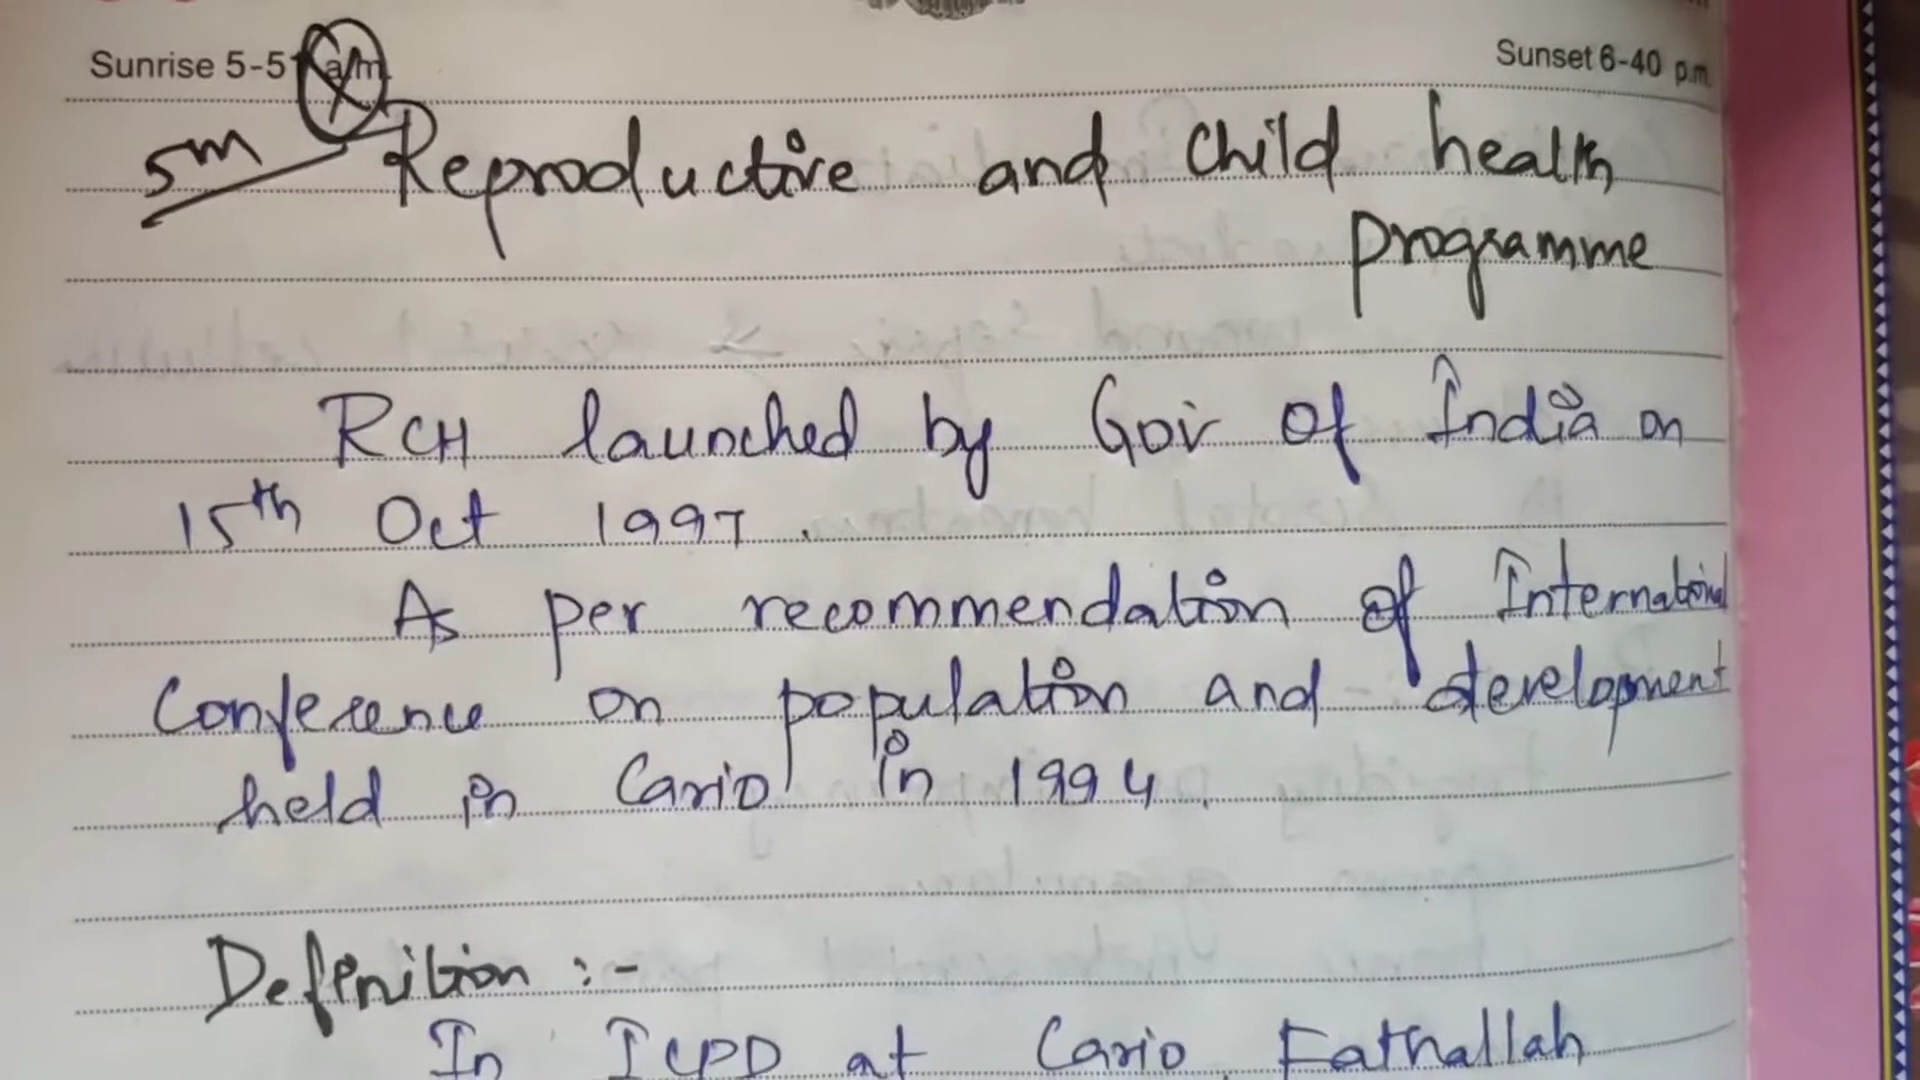 Sunrise 5-5 a.m. Sunset 6-40 p.m.
5m Reproductive and child health
programme
RCH launched by Gov of India on
15th Oct 1997.
As per recommendation of International
Conference on population and development
held in Cario in 1994.
Definition :-
In ICPD at Cario, Fathallah